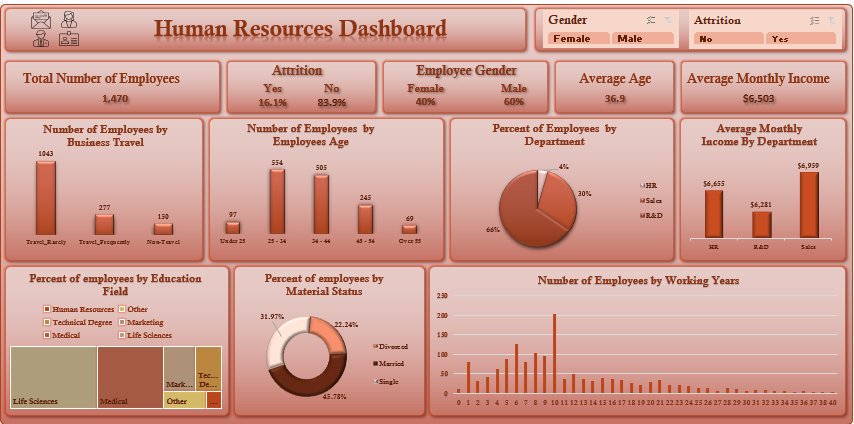 Human Resources Dashboard
Gender
Female Male
Attrition
No Yes
Total Number of Employees
1,470
Attrition
Yes No
16.1% 83.9%
Employee Gender
Female Male
40% 60%
Average Age
36.9
Average Monthly Income
$6,503
Number of Employees by
Business Travel
1043
277
150
Travel_Rarely Travel_Frequently Non-Travel
Number of Employees by
Employees Age
97
554
505
245
69
Under 25 25 - 34 34 - 44 45 - 54 Over 55
Percent of Employees by
Department
4%
30%
66%
HR
Sales
R&D
Average Monthly
Income By Department
$6,655
$6,281
$6,959
HR R&D Sales
Percent of employees by Education
Field
Human Resources Other
Technical Degree Marketing
Medical Life Sciences
Life Sciences
Medical
Mark...
Tec...
De...
Other
...
Percent of employees by
Material Status
31.97%
22.24%
45.78%
Divorced
Married
Single
Number of Employees by Working Years
250
200
150
100
50
0
0 1 2 3 4 5 6 7 8 9 10 11 12 13 14 15 16 17 18 19 20 21 22 23 24 25 26 27 28 29 30 31 32 33 34 35 36 37 38 40